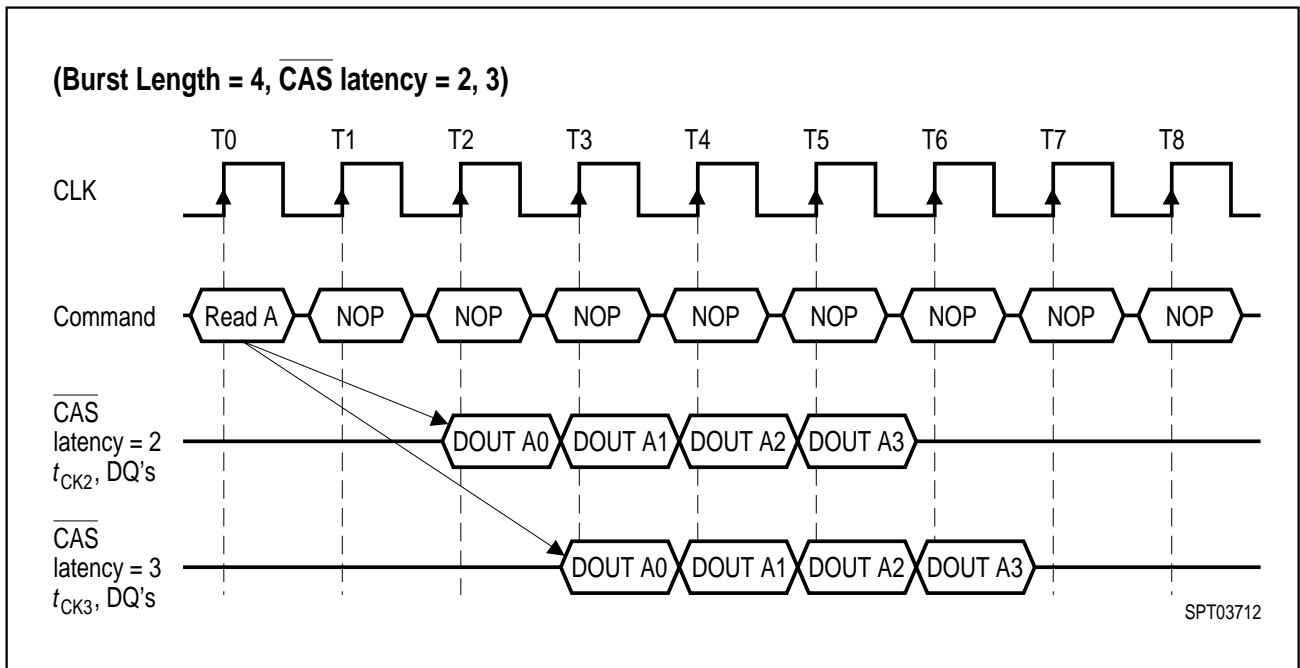 (Burst Length = 4, CAS latency = 2, 3)
T0 T1 T2 T3 T4 T5 T6 T7 T8
CLK
Command Read A NOP NOP NOP NOP NOP NOP NOP NOP
CAS
latency = 2
tCK2, DQ’s
DOUT A0 DOUT A1 DOUT A2 DOUT A3
CAS
latency = 3
tCK3, DQ’s
DOUT A0 DOUT A1 DOUT A2 DOUT A3
SPT03712